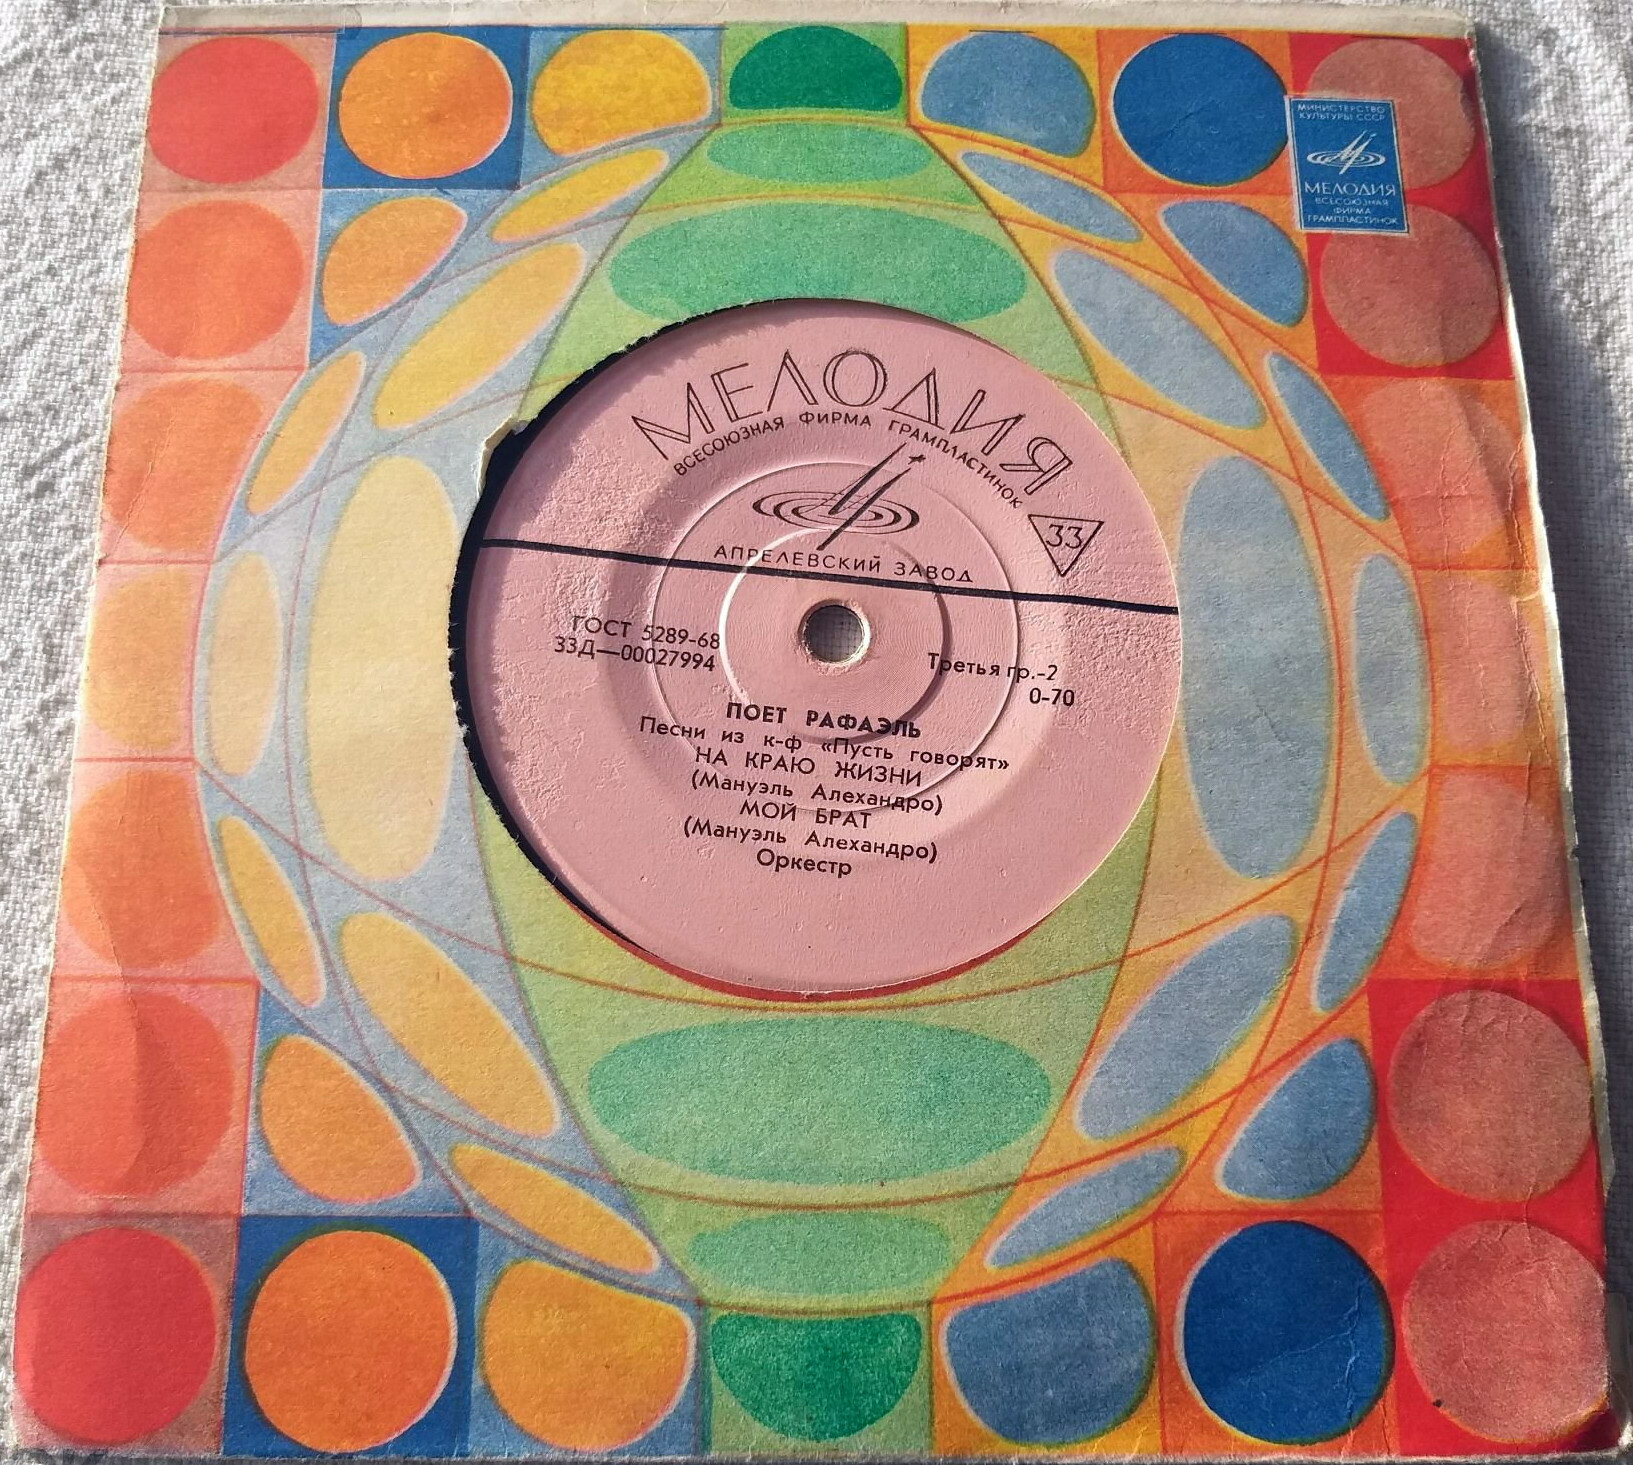 МИНИСТЕРСТВО
КУЛЬТУРЫ СССР
МЕЛОДИЯ
ВСЕСОЮЗНАЯ
ФИРМА
ГРАМПЛАСТИНОК
МЕЛОДИЯ
ВСЕСОЮЗНАЯ ФИРМА ГРАМПЛАСТИНОК
33
АПРЕЛЕВСКИЙ ЗАВОД
ГОСТ 5289-68
33Д—00027994
Третья гр.-2
0-70
ПОЕТ РАФАЭЛЬ
Песни из к-ф «Пусть говорят»
НА КРАЮ ЖИЗНИ
(Мануэль Алехандро)
МОЙ БРАТ
(Мануэль Алехандро)
Оркестр